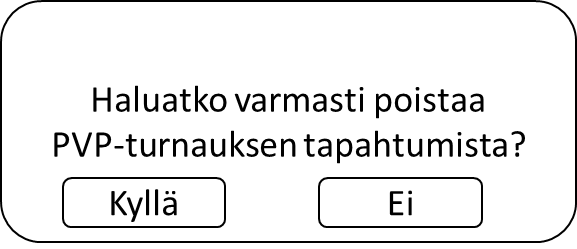 Haluatko varmasti poistaa
PVP-turnauksen tapahtumista?
Kyllä Ei